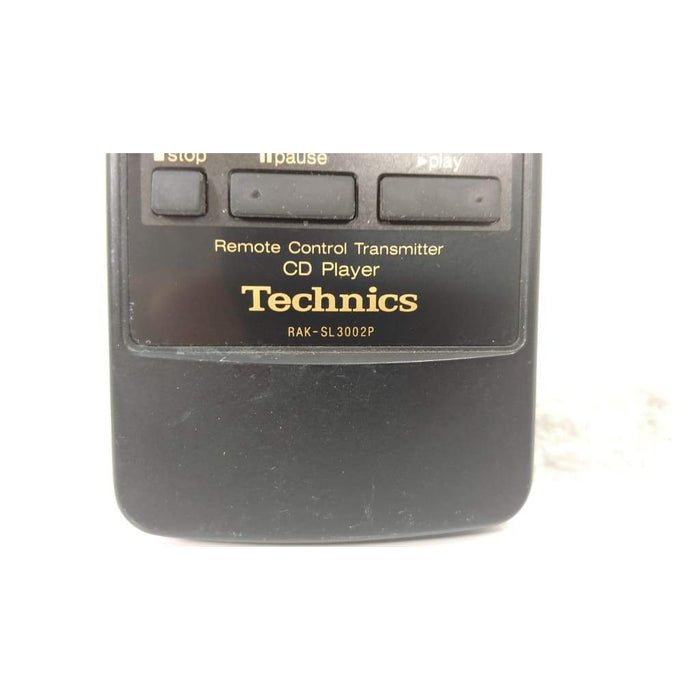 ■stop ⏸pause ▶play
Remote Control Transmitter
CD Player
Technics
RAK-SL3002P